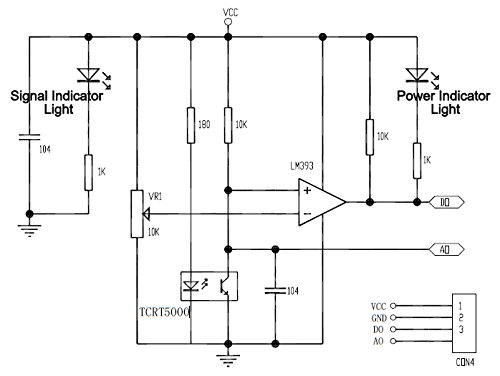 VCC
Signal Indicator
Light
Power Indicator
Light
104
1K
180
10K
10K
1K
LM393
+
−
VR1
10K
DO
AO
TCRT5000
104
VCC 1
GND 2
DO 3
AO
CON4